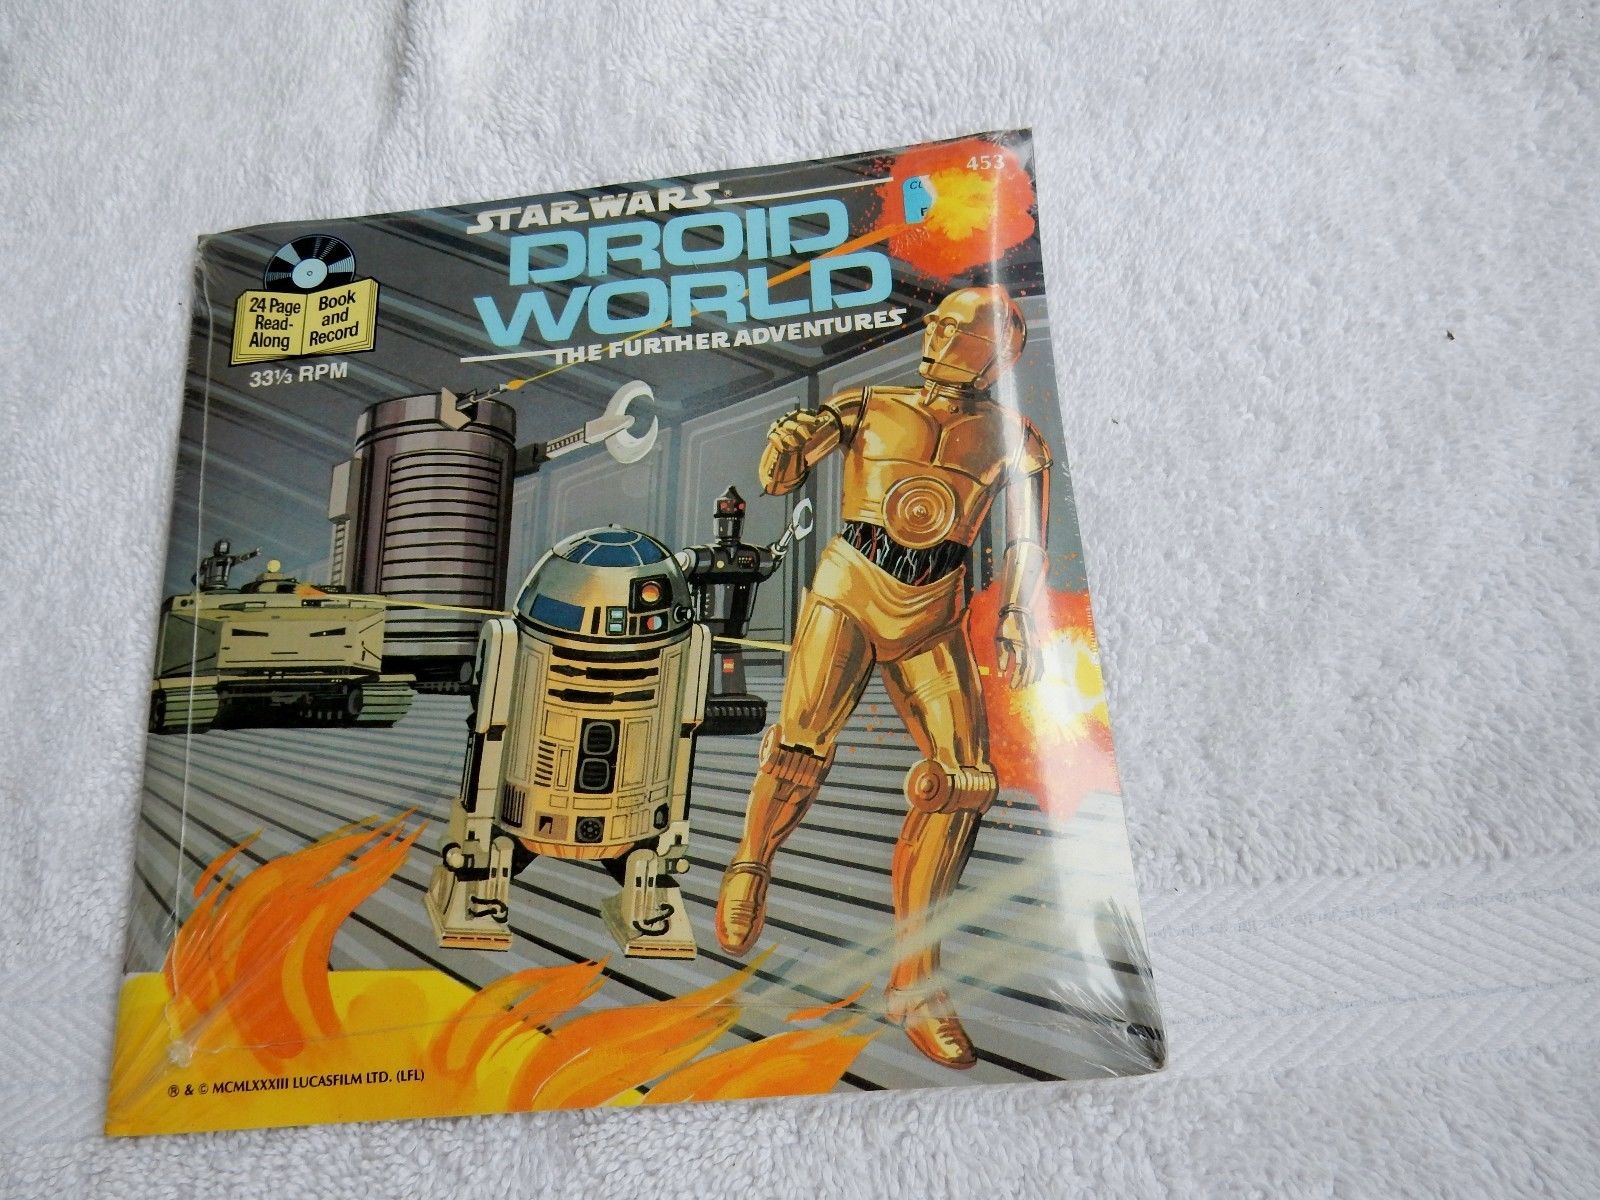 453
STAR WARS®
DROID
WORLD
THE FURTHER ADVENTURES
24 Page
Read-
Along
Book
and
Record
33⅓ RPM
® & © MCMLXXXIII LUCASFILM LTD. (LFL)